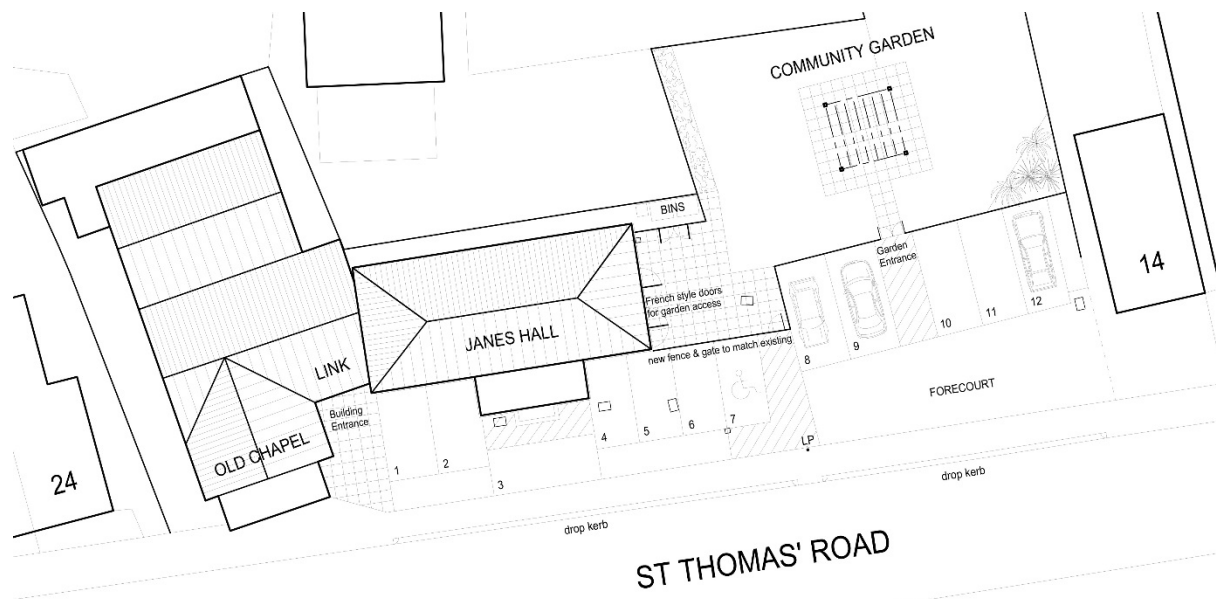 COMMUNITY GARDEN
BINS
Garden
Entrance
14
French style doors
for garden access
JANES HALL
new fence & gate to match existing
LINK
Building
Entrance
OLD CHAPEL
24
1
2
3
4
5
6
7
8
9
10
11
12
FORECOURT
LP
drop kerb
drop kerb
ST THOMAS' ROAD